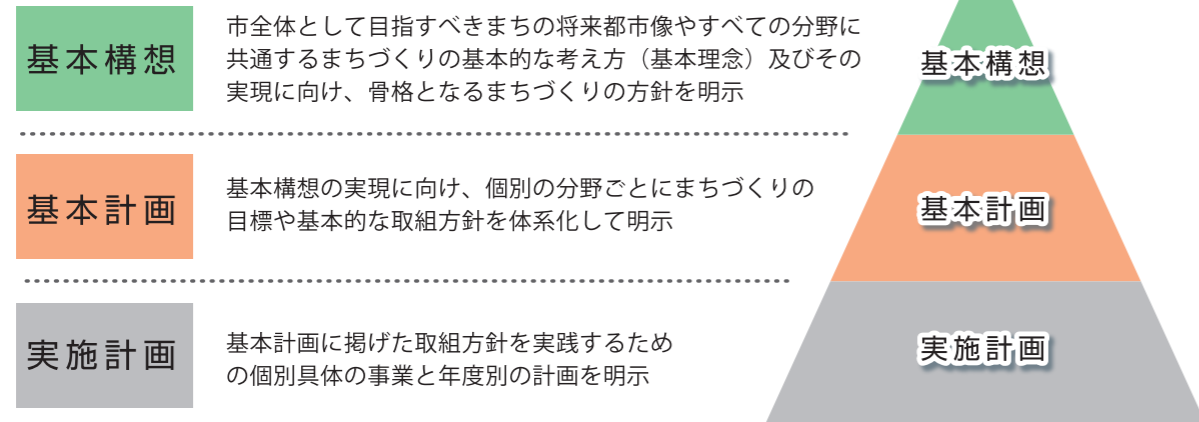 基本構想
市全体として目指すべきまちの将来都市像やすべての分野に
共通するまちづくりの基本的な考え方（基本理念）及びその
実現に向け、骨格となるまちづくりの方針を明示
基本計画
基本構想の実現に向け、個別の分野ごとにまちづくりの
目標や基本的な取組方針を体系化して明示
実施計画
基本計画に掲げた取組方針を実践するため
の個別具体の事業と年度別の計画を明示
基本構想
基本計画
実施計画